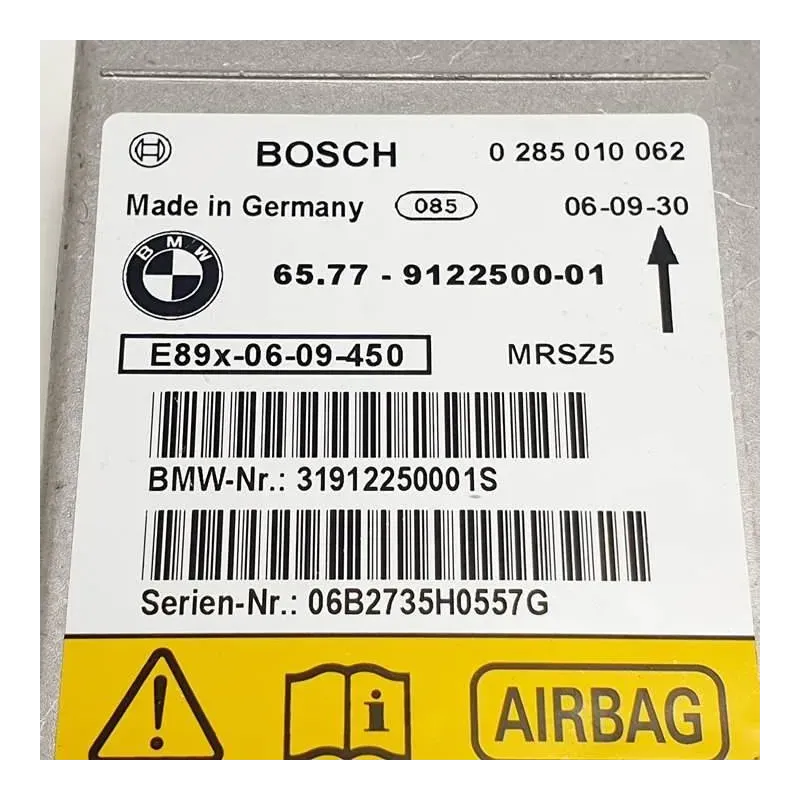 BOSCH 0 285 010 062
Made in Germany 085 06-09-30
BMW 65.77 - 9122500-01
E89x-06-09-450 MRSZ5
BMW-Nr.: 31912250001S
Serien-Nr.: 06B2735H0557G
! i AIRBAG